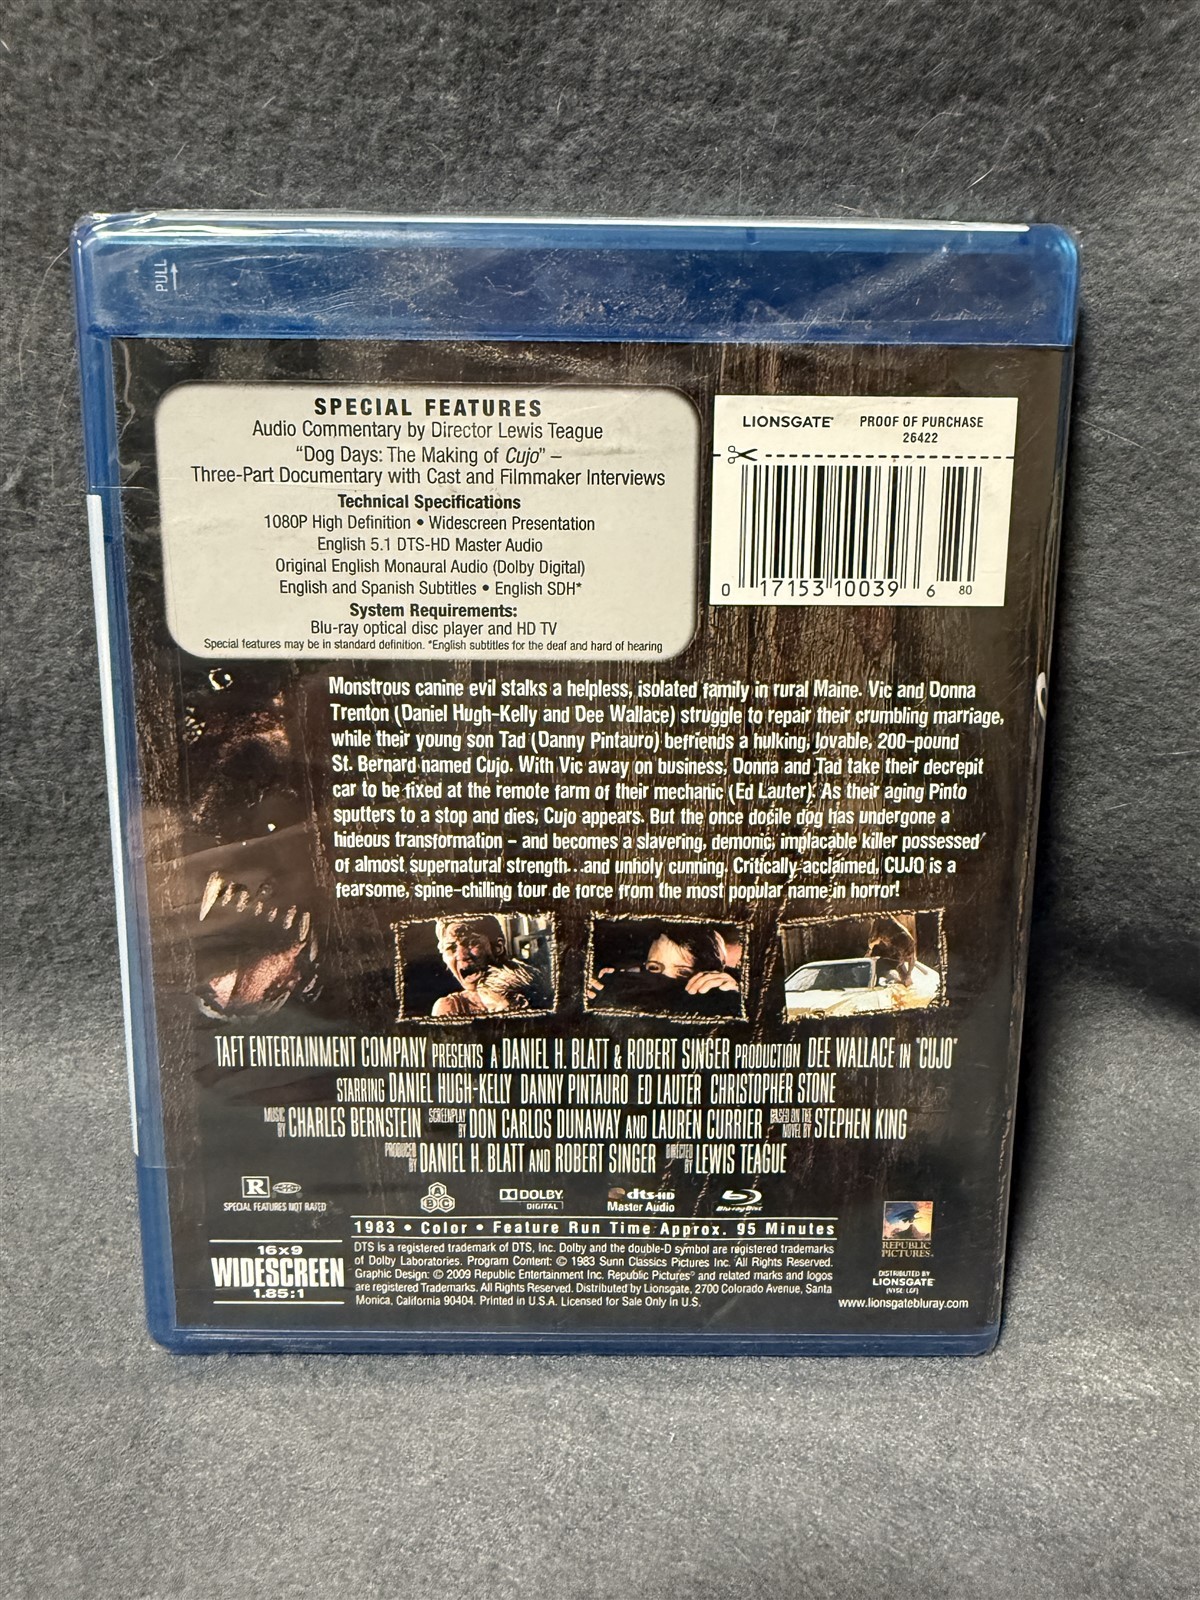 PULL
SPECIAL FEATURES
Audio Commentary by Director Lewis Teague
"Dog Days: The Making of Cujo" –
Three-Part Documentary with Cast and Filmmaker Interviews
Technical Specifications
1080P High Definition • Widescreen Presentation
English 5.1 DTS-HD Master Audio
Original English Monaural Audio (Dolby Digital)
English and Spanish Subtitles • English SDH*
System Requirements:
Blu-ray optical disc player and HD TV
Special features may be in standard definition. *English subtitles for the deaf and hard of hearing
LIONSGATE® PROOF OF PURCHASE
26422
0 17153 10039 6 80
Monstrous canine evil stalks a helpless, isolated family in rural Maine. Vic and Donna
Trenton (Daniel Hugh-Kelly and Dee Wallace) struggle to repair their crumbling marriage,
while their young son Tad (Danny Pintauro) befriends a hulking, lovable, 200-pound
St. Bernard named Cujo. With Vic away on business, Donna and Tad take their decrepit
car to be fixed at the remote farm of their mechanic (Ed Lauter). As their aging Pinto
sputters to a stop and dies, Cujo appears. But the once docile dog has undergone a
hideous transformation – and becomes a slavering, demonic, implacable killer possessed
of almost supernatural strength...and unholy cunning. Critically-acclaimed, CUJO is a
fearsome, spine-chilling tour de force from the most popular name in horror!
TAFT ENTERTAINMENT COMPANY PRESENTS A DANIEL H. BLATT & ROBERT SINGER PRODUCTION DEE WALLACE IN "CUJO"
STARRING DANIEL HUGH-KELLY DANNY PINTAURO ED LAUTER CHRISTOPHER STONE
MUSIC BY CHARLES BERNSTEIN SCREENPLAY BY DON CARLOS DUNAWAY AND LAUREN CURRIER BASED ON THE NOVEL BY STEPHEN KING
PRODUCED BY DANIEL H. BLATT AND ROBERT SINGER DIRECTED BY LEWIS TEAGUE
R
SPECIAL FEATURES NOT RATED
ABC
DOLBY DIGITAL
dts-HD Master Audio
Blu-ray Disc
1983 • Color • Feature Run Time Approx. 95 Minutes
16x9
WIDESCREEN
1.85:1
DTS is a registered trademark of DTS, Inc. Dolby and the double-D symbol are registered trademarks
of Dolby Laboratories. Program Content: © 1983 Sunn Classics Pictures Inc. All Rights Reserved.
Graphic Design: © 2009 Republic Entertainment Inc. Republic Pictures® and related marks and logos
are registered Trademarks. All Rights Reserved. Distributed by Lionsgate, 2700 Colorado Avenue, Santa
Monica, California 90404. Printed in U.S.A. Licensed for Sale Only in U.S.
REPUBLIC
PICTURES®
DISTRIBUTED BY
LIONSGATE®
(NYSE: LGF)
www.lionsgatebluray.com